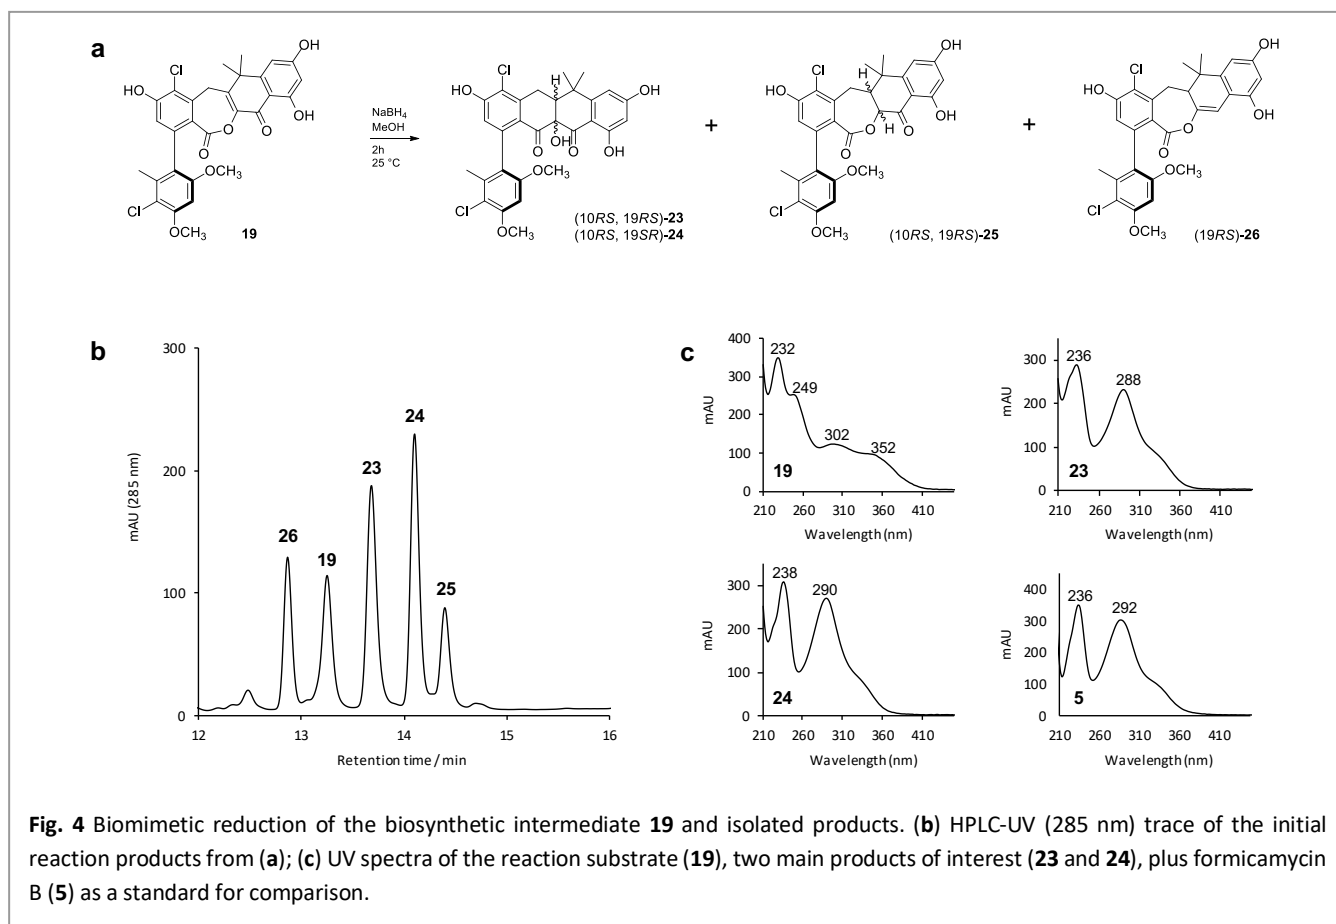 a
OH
Cl
HO
OH
O
O
O
OCH₃
Cl
OCH₃
19
NaBH₄
MeOH
2h
25 °C
H
Cl
HO
OH
O
OH
O
OH
OCH₃
Cl
OCH₃
(10RS, 19RS)-23
(10RS, 19SR)-24
+
OH
H
Cl
HO
H
OH
O
O
O
OCH₃
Cl
OCH₃
(10RS, 19RS)-25
+
OH
Cl
HO
OH
O
O
OCH₃
Cl
OCH₃
(19RS)-26
b
mAU (285 nm)
300
200
100
0
26
19
23
24
25
12 13 14 15 16
Retention time / min
c
mAU
400
300
200
100
0
232
249
302
352
19
210 260 310 360 410
Wavelength (nm)
mAU
300
200
100
0
236
288
23
210 260 310 360 410
Wavelength (nm)
mAU
300
200
100
0
238
290
24
210 260 310 360 410
Wavelength (nm)
mAU
400
300
200
100
0
236
292
5
210 260 310 360 410
Wavelength (nm)
Fig. 4 Biomimetic reduction of the biosynthetic intermediate 19 and isolated products. (b) HPLC-UV (285 nm) trace of the initial
reaction products from (a); (c) UV spectra of the reaction substrate (19), two main products of interest (23 and 24), plus formicamycin
B (5) as a standard for comparison.